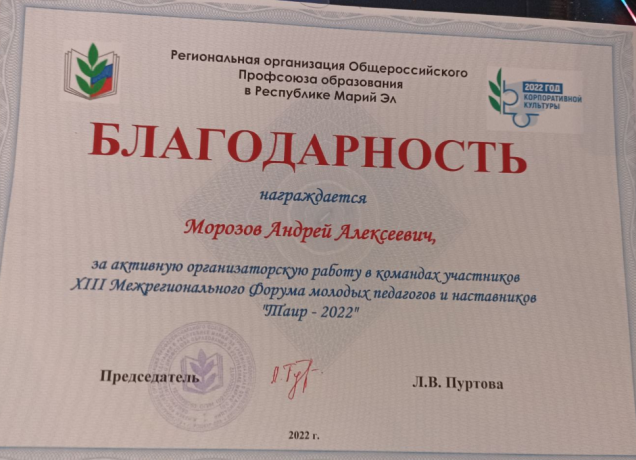 Региональная организация Общероссийского
Профсоюза образования
в Республике Марий Эл
2022 ГОД
КОРПОРАТИВНОЙ
КУЛЬТУРЫ
БЛАГОДАРНОСТЬ
награждается
Морозов Андрей Алексеевич,
за активную организаторскую работу в командах участников
XIII Межрегионального Форума молодых педагогов и наставников
"Таир - 2022"
Председатель
Л.В. Пуртова
2022 г.